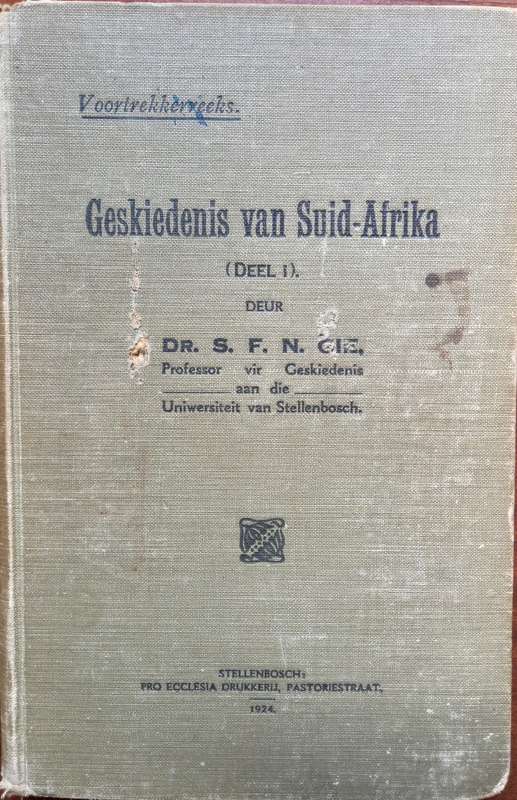 Voortrekkerreeks.
Geskiedenis van Suid-Afrika
(DEEL I).
DEUR
DR. S. F. N. GIE,
Professor vir Geskiedenis
aan die
Uniwersiteit van Stellenbosch.
STELLENBOSCH:
PRO ECCLESIA DRUKKERIJ, PASTORIESTRAAT.
1924.